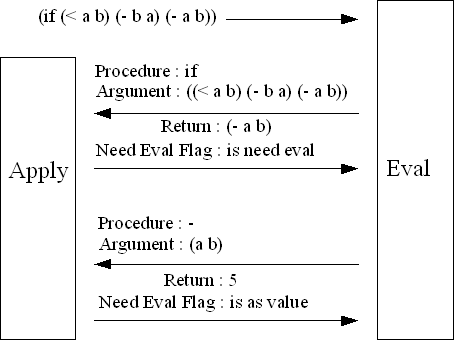 (if (< a b) (- b a) (- a b))
Procedure : if
Argument : ((< a b) (- b a) (- a b))
Return : (- a b)
Need Eval Flag : is need eval
Apply
Eval
Procedure : -
Argument : (a b)
Return : 5
Need Eval Flag : is as value